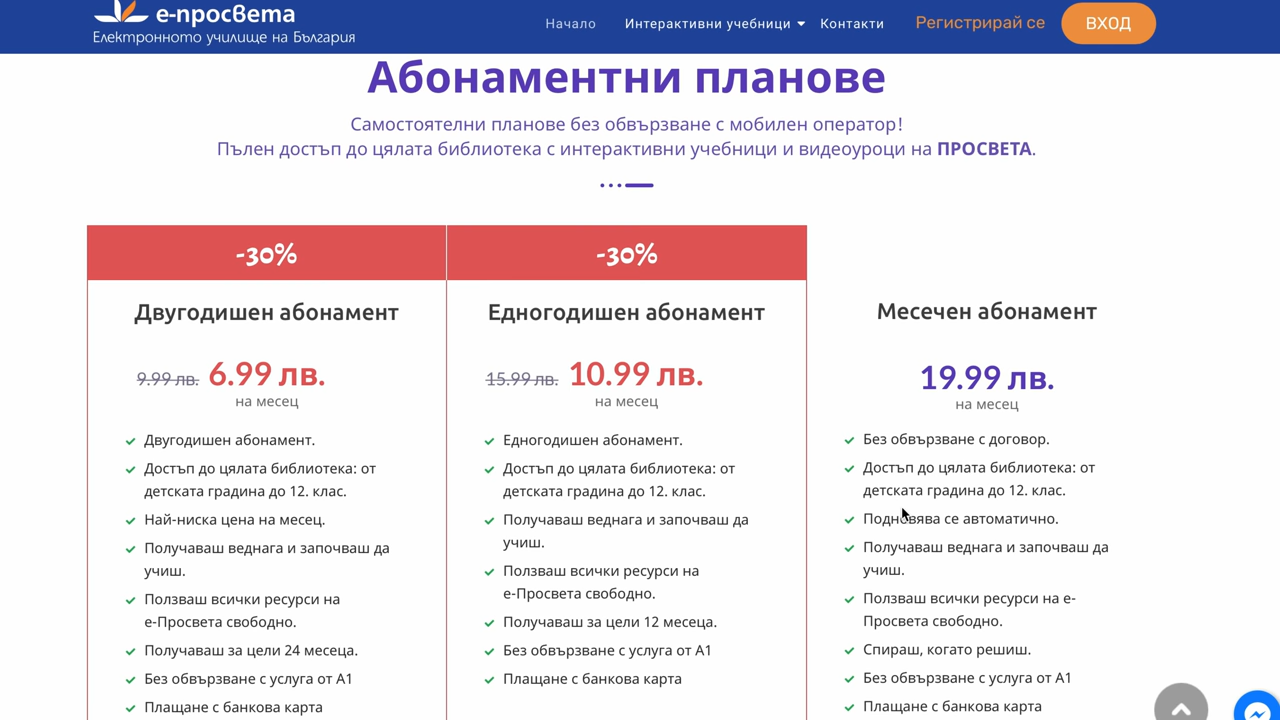 е-просвета
Електронното училище на България
Начало
Интерактивни учебници
Контакти
Регистрирай се
ВХОД
Абонаментни планове
Самостоятелни планове без обвързване с мобилен оператор!
Пълен достъп до цялата библиотека с интерактивни учебници и видеоуроци на ПРОСВЕТА.
-30%
Двугодишен абонамент
9.99 лв. 6.99 лв.
на месец
Двугодишен абонамент.
Достъп до цялата библиотека: от
детската градина до 12. клас.
Най-ниска цена на месец.
Получаваш веднага и започваш да
учиш.
Ползваш всички ресурси на
е-Просвета свободно.
Получаваш за цели 24 месеца.
Без обвързване с услуга от А1
Плащане с банкова карта
-30%
Едногодишен абонамент
15.99 лв. 10.99 лв.
на месец
Едногодишен абонамент.
Достъп до цялата библиотека: от
детската градина до 12. клас.
Получаваш веднага и започваш да
учиш.
Ползваш всички ресурси на
е-Просвета свободно.
Получаваш за цели 12 месеца.
Без обвързване с услуга от А1
Плащане с банкова карта
Месечен абонамент
19.99 лв.
на месец
Без обвързване с договор.
Достъп до цялата библиотека: от
детската градина до 12. клас.
Подновява се автоматично.
Получаваш веднага и започваш да
учиш.
Ползваш всички ресурси на е-
Просвета свободно.
Спираш, когато решиш.
Без обвързване с услуга от А1
Плащане с банкова карта